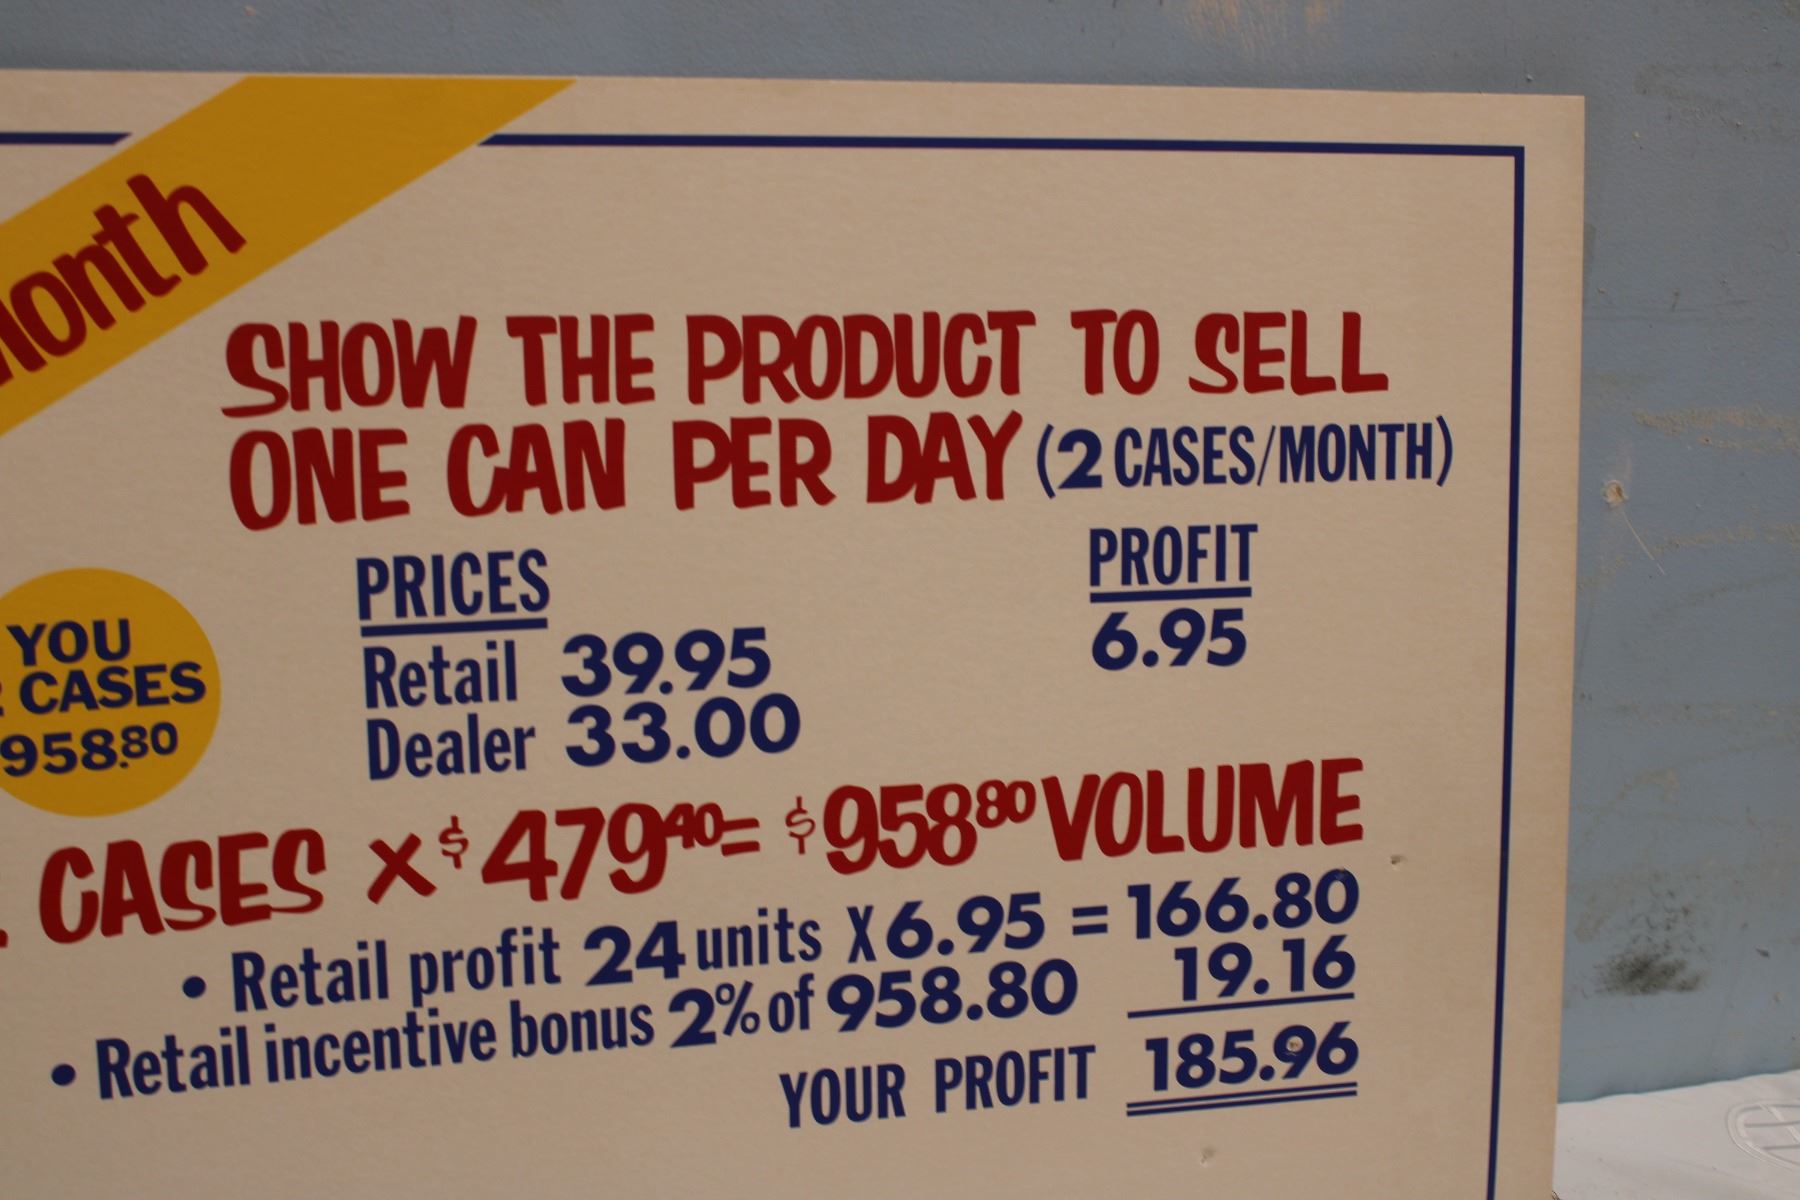 SHOW THE PRODUCT TO SELL
ONE CAN PER DAY (2 CASES/MONTH)
PRICES PROFIT
Retail 39.95 6.95
Dealer 33.00
YOU
CASES
958.80
CASES x $479.40 = $958.80 VOLUME
• Retail profit 24 units X 6.95 = 166.80
• Retail incentive bonus 2% of 958.80 19.16
YOUR PROFIT 185.96